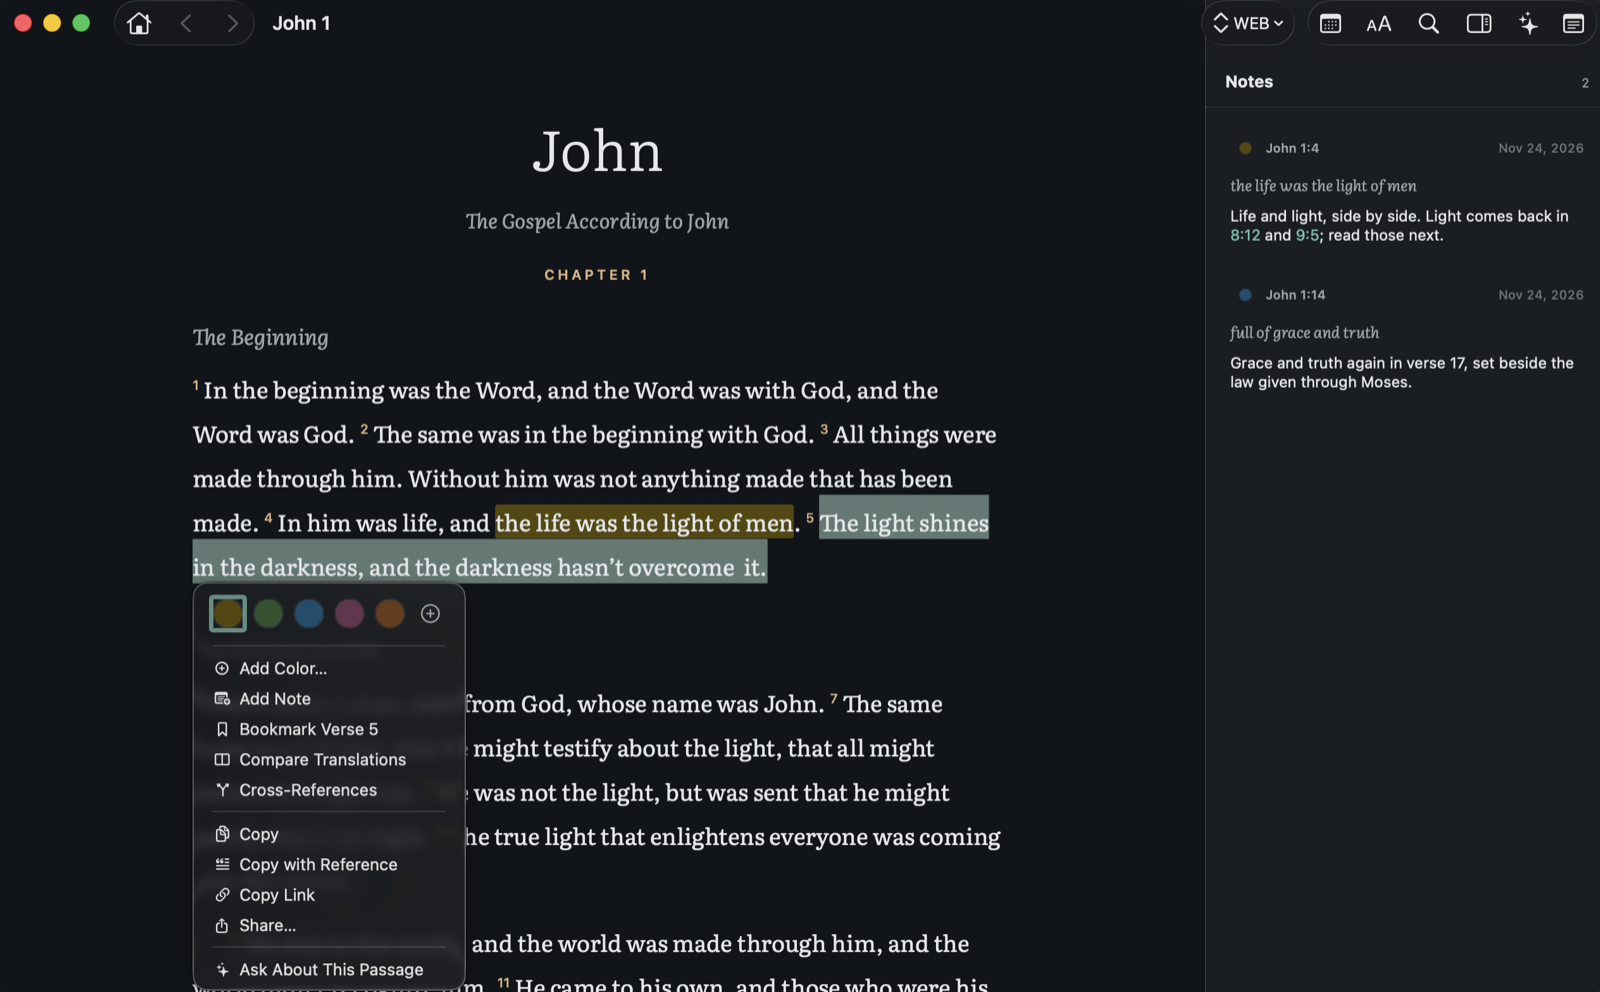 John 1
WEB
AA
Notes
2
John
The Gospel According to John
CHAPTER 1
The Beginning
1 In the beginning was the Word, and the Word was with God, and the
Word was God. 2 The same was in the beginning with God. 3 All things were
made through him. Without him was not anything made that has been
made. 4 In him was life, and the life was the light of men. 5 The light shines
in the darkness, and the darkness hasn’t overcome it.
Add Color...
Add Note
Bookmark Verse 5
Compare Translations
Cross-References
Copy
Copy with Reference
Copy Link
Share...
Ask About This Passage
from God, whose name was John. 7 The same
might testify about the light, that all might
was not the light, but was sent that he might
he true light that enlightens everyone was coming
and the world was made through him, and the
11 He came to his own, and those who were his
John 1:4
Nov 24, 2026
the life was the light of men
Life and light, side by side. Light comes back in
8:12 and 9:5; read those next.
John 1:14
Nov 24, 2026
full of grace and truth
Grace and truth again in verse 17, set beside the
law given through Moses.